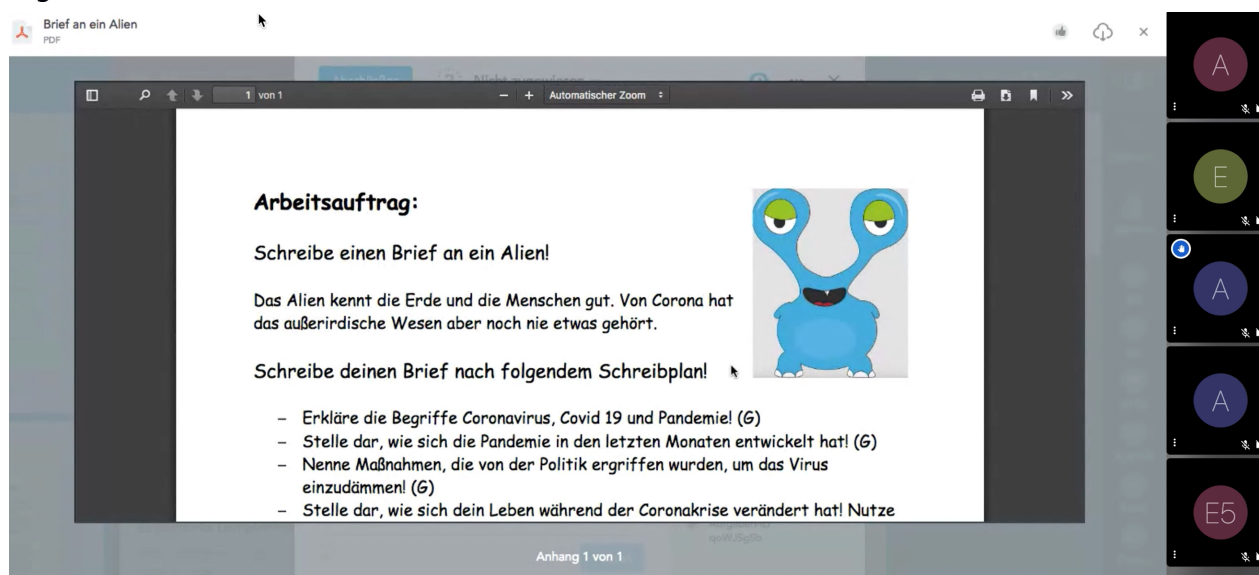 Brief an ein Alien
PDF
1 von 1
Automatischer Zoom
Arbeitsauftrag:
Schreibe einen Brief an ein Alien!
Das Alien kennt die Erde und die Menschen gut. Von Corona hat
das außerirdische Wesen aber noch nie etwas gehört.
Schreibe deinen Brief nach folgendem Schreibplan!
– Erkläre die Begriffe Coronavirus, Covid 19 und Pandemie! (G)
– Stelle dar, wie sich die Pandemie in den letzten Monaten entwickelt hat! (G)
– Nenne Maßnahmen, die von der Politik ergriffen wurden, um das Virus
einzudämmen! (G)
– Stelle dar, wie sich dein Leben während der Coronakrise verändert hat! Nutze
Anhang 1 von 1
A
E
A
A
E5